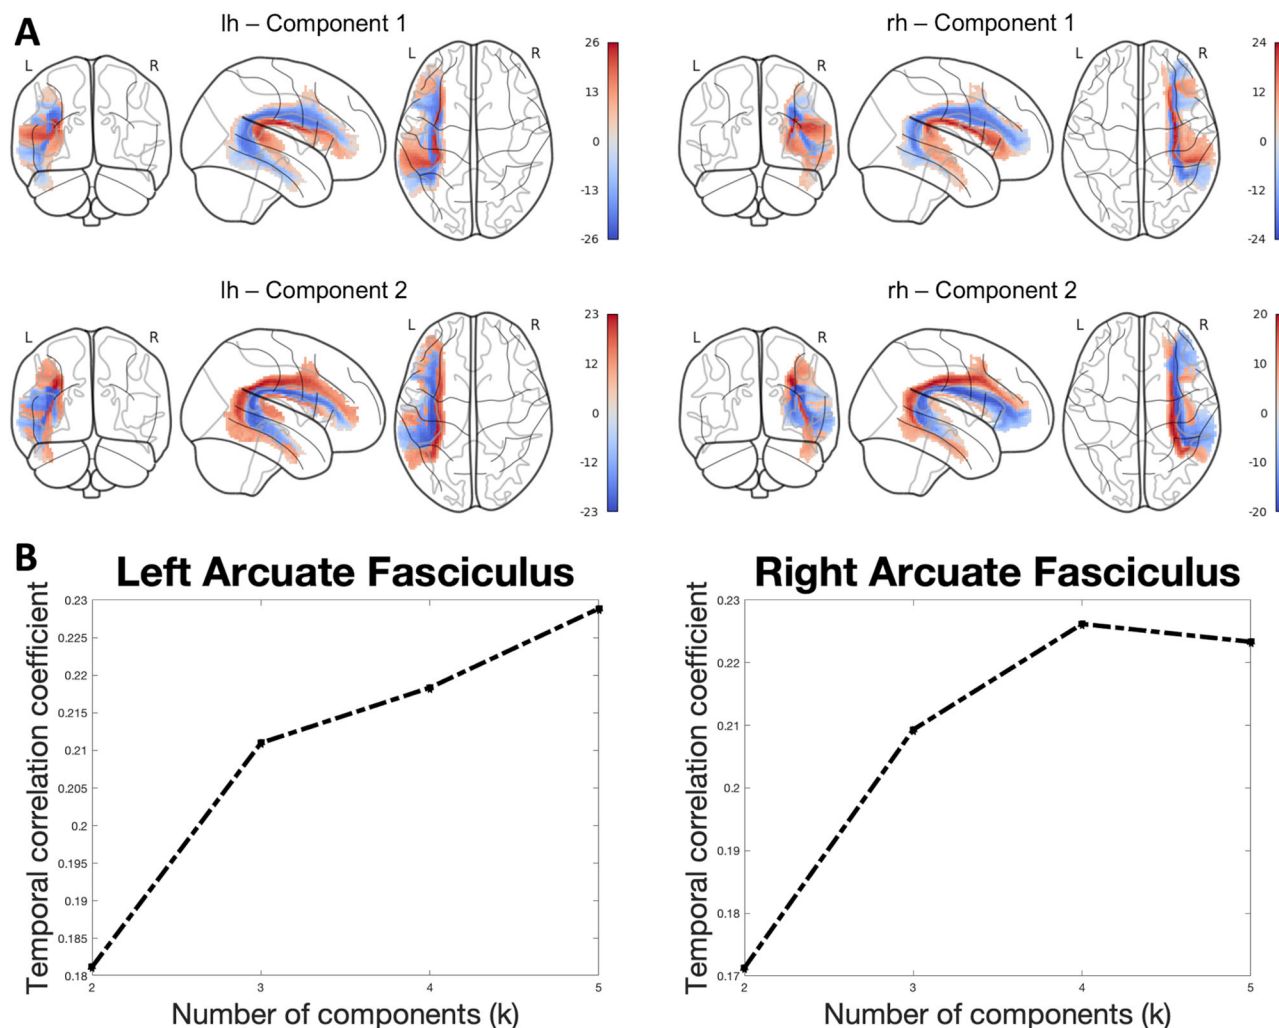 A
lh – Component 1
rh – Component 1
L R L R
26
13
0
-13
-26
L R L R
24
12
0
-12
-24
lh – Component 2
rh – Component 2
L R L R
23
12
0
-12
-23
L R L R
20
10
0
-10
-20
B
Left Arcuate Fasciculus
Temporal correlation coefficient
0.23
0.225
0.22
0.215
0.21
0.205
0.2
0.195
0.19
0.185
0.18
2 3 4 5
Number of components (k)
Right Arcuate Fasciculus
Temporal correlation coefficient
0.23
0.22
0.21
0.2
0.19
0.18
0.17
2 3 4 5
Number of components (k)